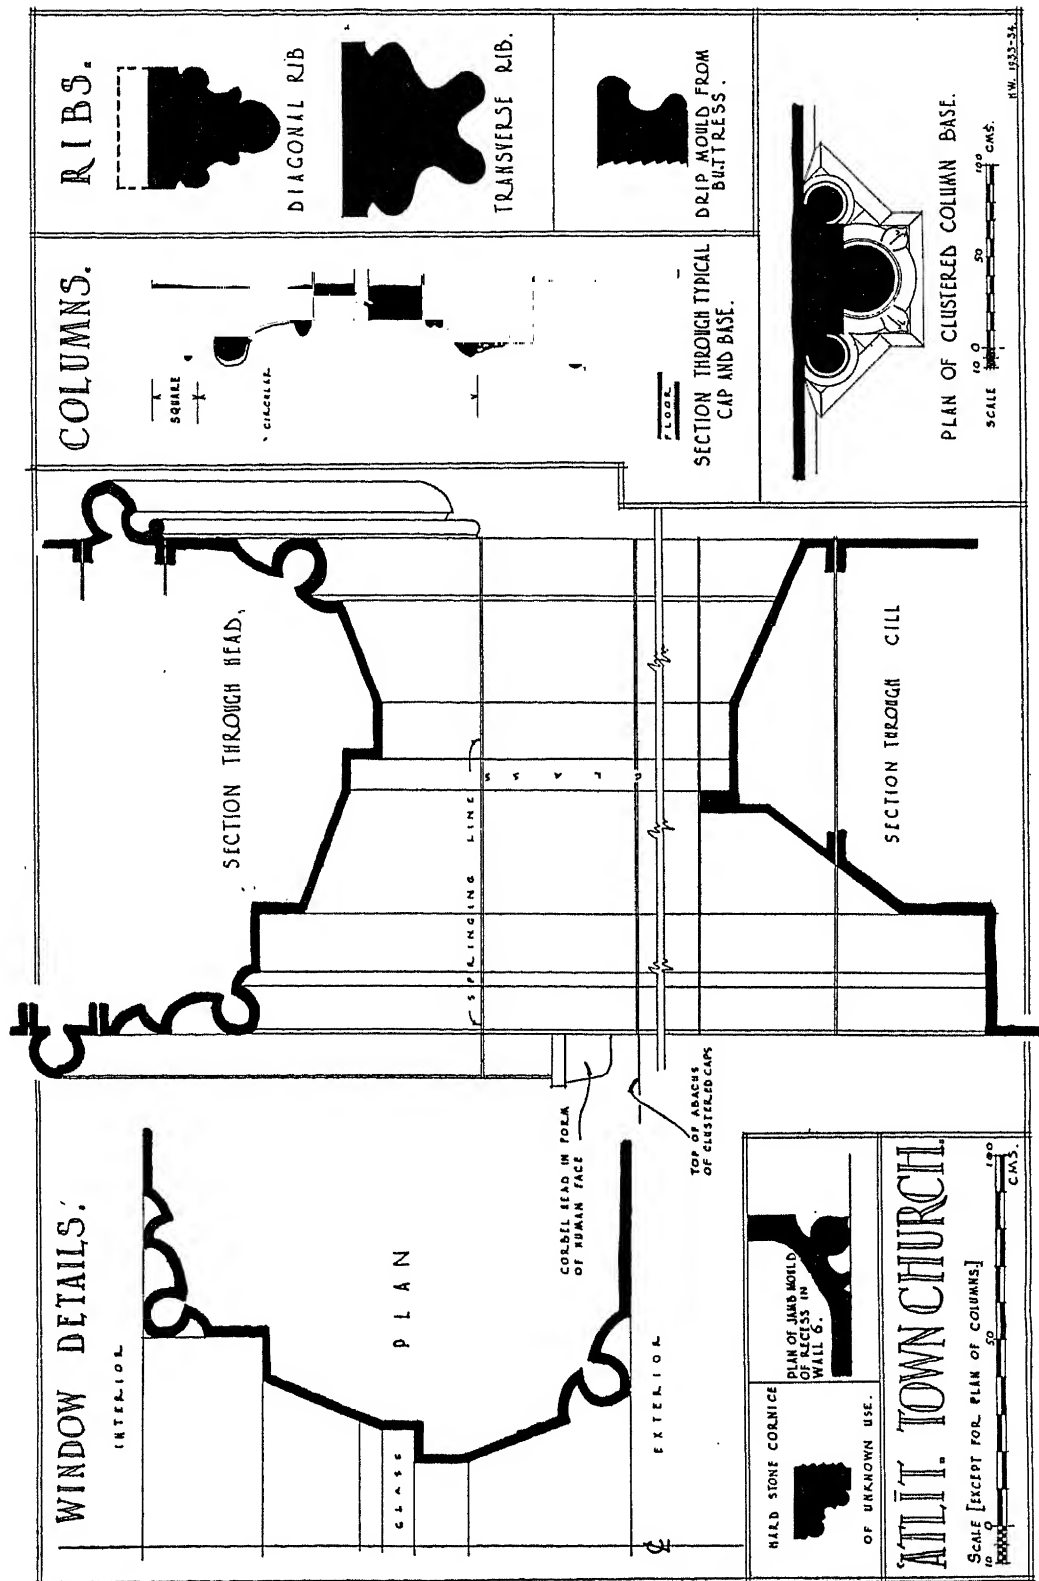 WINDOW DETAILS.
INTERIOR
GLASS
PLAN
EXTERIOR
CORBEL HEAD IN FORM
OF HUMAN FACE
TOP OF ABACUS
OF CLUSTERED CAPS
SECTION THROUGH HEAD.
SPRINGING LINE
SECTION THROUGH CILL
COLUMNS.
SQUARE
CIRCULAR
FLOOR
SECTION THROUGH TYPICAL
CAP AND BASE.
RIBS.
DIAGONAL RIB
TRANSVERSE RIB.
DRIP MOULD FROM
BUTTRESS.
PLAN OF CLUSTERED COLUMN BASE.
SCALE 10 0 50 100 CMS.
1933-34
HARD STONE CORNICE
OF UNKNOWN USE.
PLAN OF JAMB MOULD
OF RECESS IN
WALL 6.
'ATLĪT. TOWN CHURCH.
SCALE [EXCEPT FOR PLAN OF COLUMNS.]
10 0 50 100
CMS.